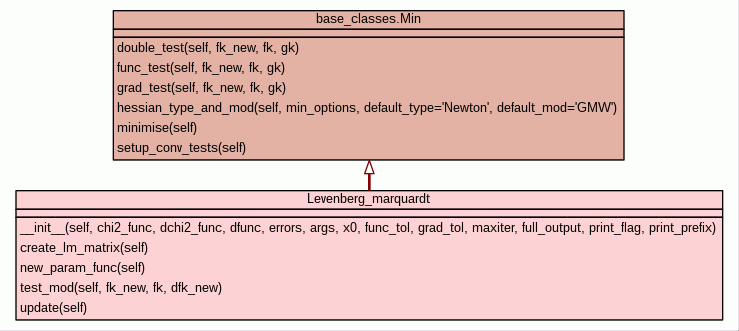 base_classes.Min
double_test(self, fk_new, fk, gk)
func_test(self, fk_new, fk, gk)
grad_test(self, fk_new, fk, gk)
hessian_type_and_mod(self, min_options, default_type='Newton', default_mod='GMW')
minimise(self)
setup_conv_tests(self)
Levenberg_marquardt
__init__(self, chi2_func, dchi2_func, dfunc, errors, args, x0, func_tol, grad_tol, maxiter, full_output, print_flag, print_prefix)
create_lm_matrix(self)
new_param_func(self)
test_mod(self, fk_new, fk, dfk_new)
update(self)